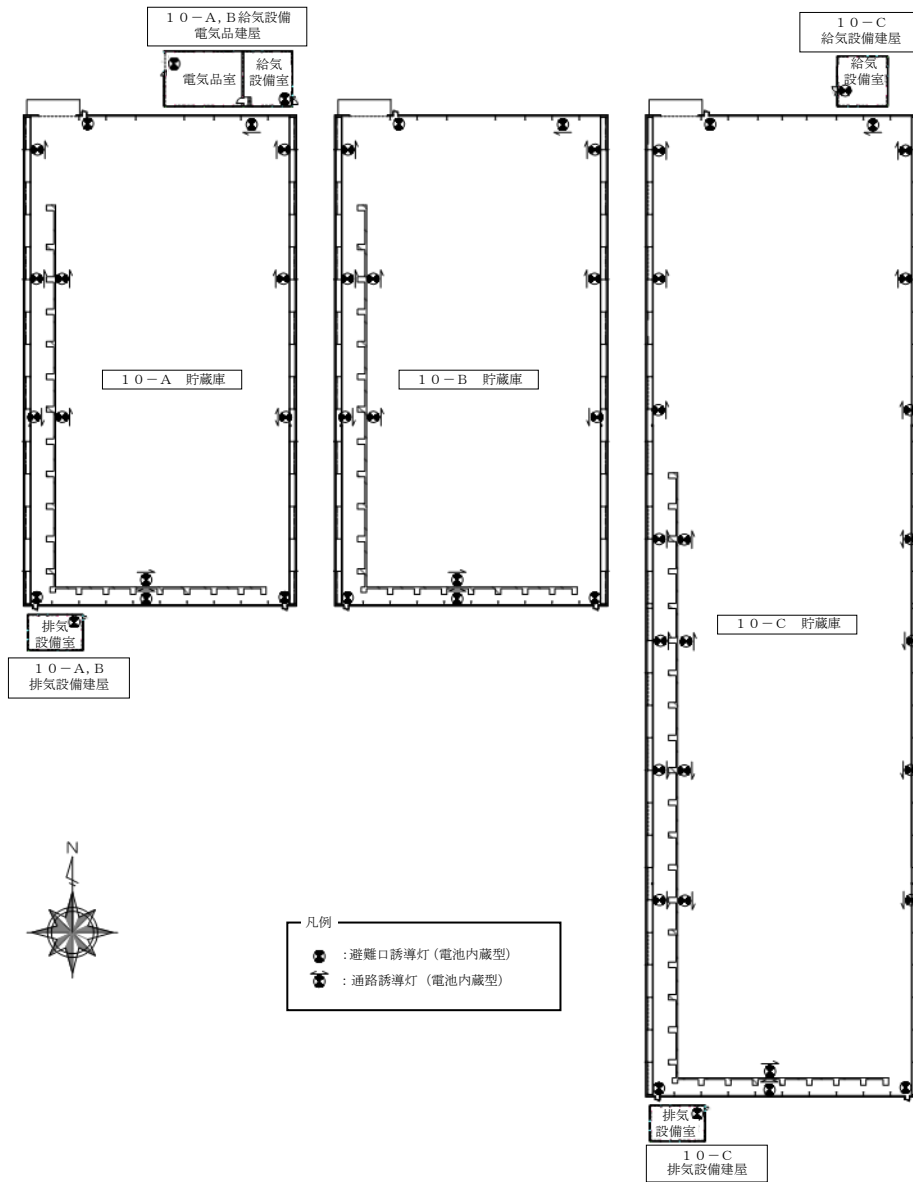 １０－Ａ, Ｂ給気設備
電気品建屋
１０－Ｃ
給気設備建屋
電気品室
給気
設備室
給気
設備室
１０－Ａ　貯蔵庫
１０－Ｂ　貯蔵庫
１０－Ｃ　貯蔵庫
排気
設備室
１０－Ａ, Ｂ
排気設備建屋
N
凡例
：避難口誘導灯（電池内蔵型）
：通路誘導灯（電池内蔵型）
排気
設備室
１０－Ｃ
排気設備建屋